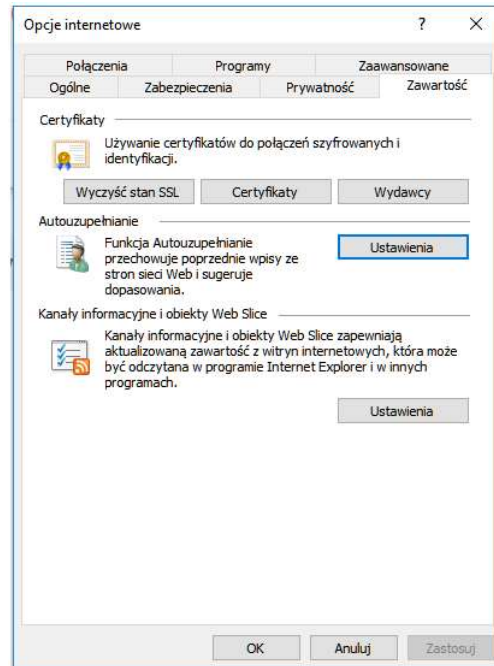 Opcje internetowe
?
Połączenia Programy Zaawansowane
Ogólne Zabezpieczenia Prywatność Zawartość
Certyfikaty
Używanie certyfikatów do połączeń szyfrowanych i
identyfikacji.
Wyczyść stan SSL Certyfikaty Wydawcy
Autouzupełnianie
Funkcja Autouzupełnianie
przechowuje poprzednie wpisy ze
stron sieci Web i sugeruje
dopasowania.
Ustawienia
Kanały informacyjne i obiekty Web Slice
Kanały informacyjne i obiekty Web Slice zapewniają
aktualizowaną zawartość z witryn internetowych, która może
być odczytana w programie Internet Explorer i w innych
programach.
Ustawienia
OK Anuluj Zastosuj